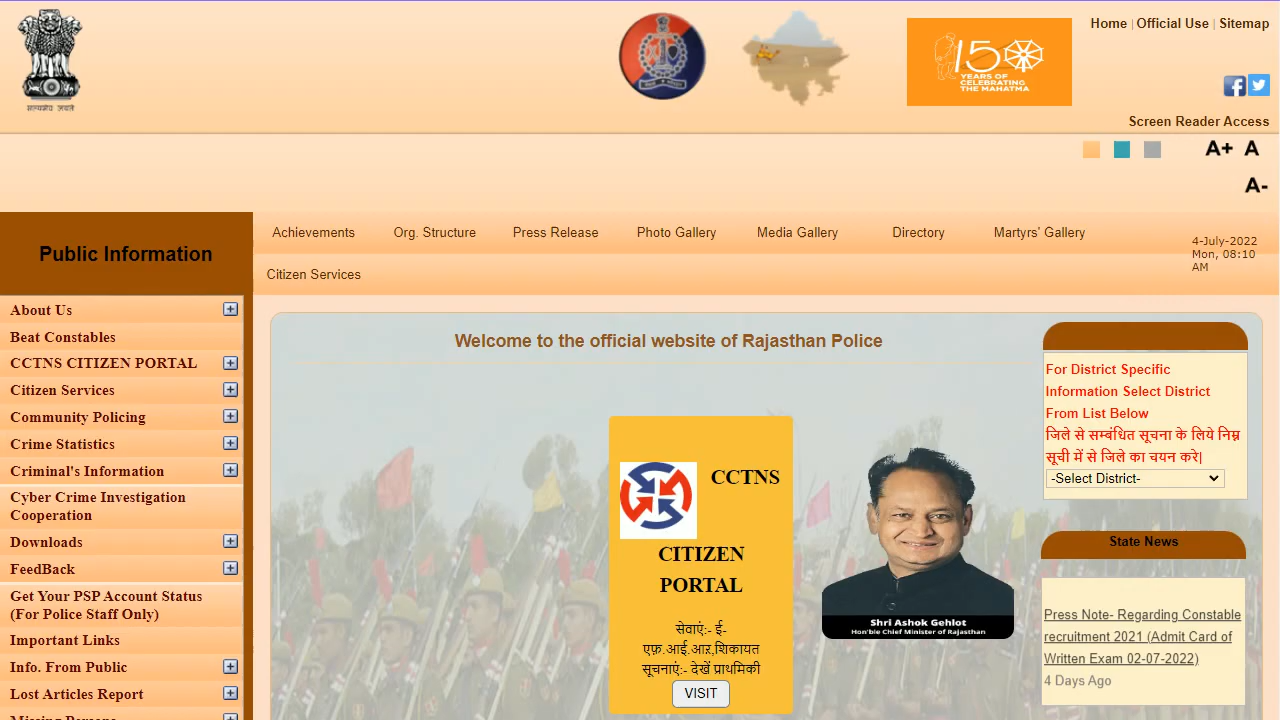 सत्यमेव जयते
150
YEARS OF
CELEBRATING
THE MAHATMA
Home | Official Use | Sitemap
Screen Reader Access
A+ A
A-
Public Information
Achievements
Org. Structure
Press Release
Photo Gallery
Media Gallery
Directory
Martyrs' Gallery
Citizen Services
4-July-2022
Mon, 08:10
AM
About Us
Beat Constables
CCTNS CITIZEN PORTAL
Citizen Services
Community Policing
Crime Statistics
Criminal's Information
Cyber Crime Investigation
Cooperation
Downloads
FeedBack
Get Your PSP Account Status
(For Police Staff Only)
Important Links
Info. From Public
Lost Articles Report
Missing Persons
Welcome to the official website of Rajasthan Police
CCTNS
CITIZEN
PORTAL
सेवाएं:- ई-
एफ़.आई.आऱ,शिकायत
सूचनाएं:- देखें प्राथमिकी
VISIT
Shri Ashok Gehlot
Hon'ble Chief Minister of Rajasthan
For District Specific
Information Select District
From List Below
जिले से सम्बंधित सूचना के लिये निम्न
सूची में से जिले का चयन करे|
-Select District-
State News
Press Note- Regarding Constable
recruitment 2021 (Admit Card of
Written Exam 02-07-2022)
4 Days Ago